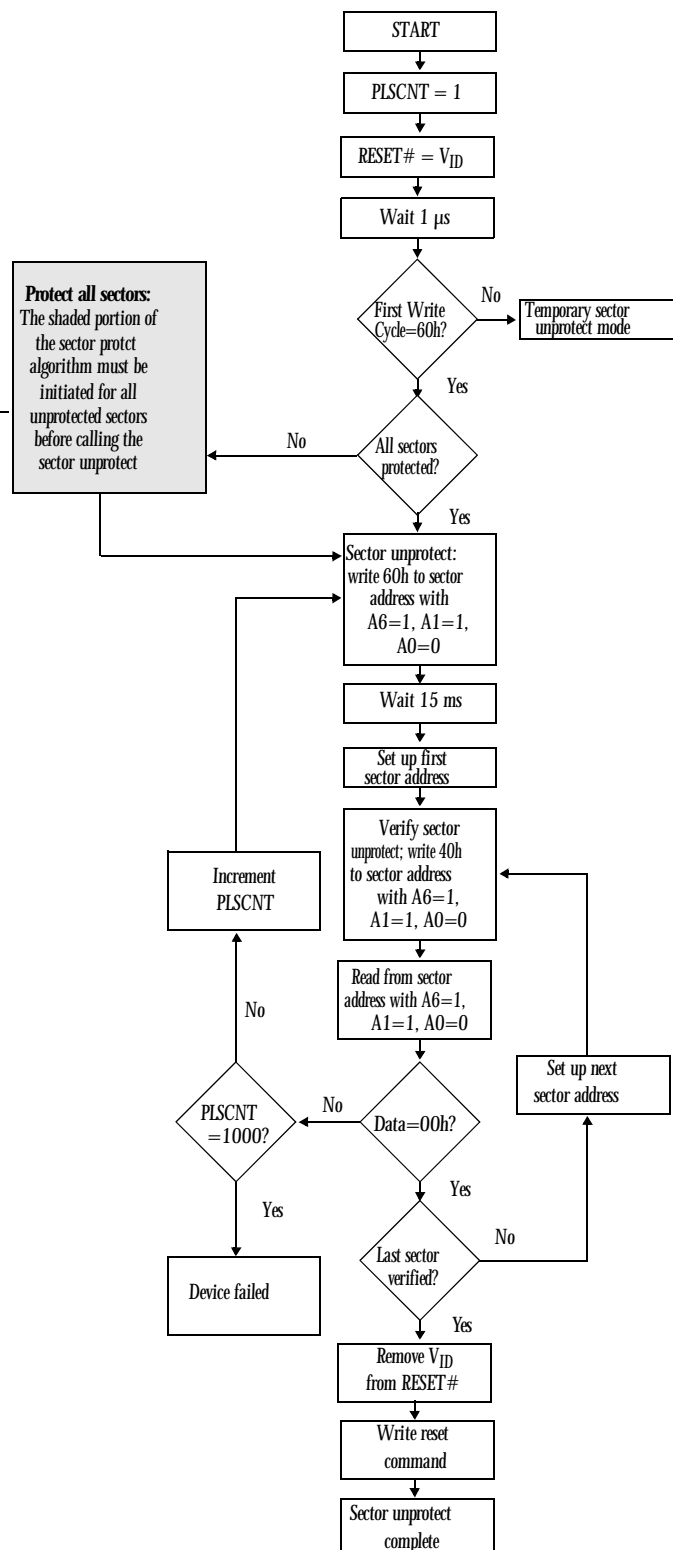 START
PLSCNT = 1
RESET# = VID
Wait 1 μs
First Write
Cycle=60h?
No
Temporary sector
unprotect mode
Yes
Protect all sectors:
The shaded portion of
the sector protct
algorithm must be
initiated for all
unprotected sectors
before calling the
sector unprotect
No
All sectors
protected?
Yes
Sector unprotect:
write 60h to sector
address with
A6=1, A1=1,
A0=0
Wait 15 ms
Set up first
sector address
Verify sector
unprotect; write 40h
to sector address
with A6=1,
A1=1, A0=0
Increment
PLSCNT
Read from sector
address with A6=1,
A1=1, A0=0
No
Set up next
sector address
PLSCNT
=1000?
No
Data=00h?
Yes
Yes
No
Device failed
Last sector
verified?
Yes
Remove VID
from RESET#
Write reset
command
Sector unprotect
complete